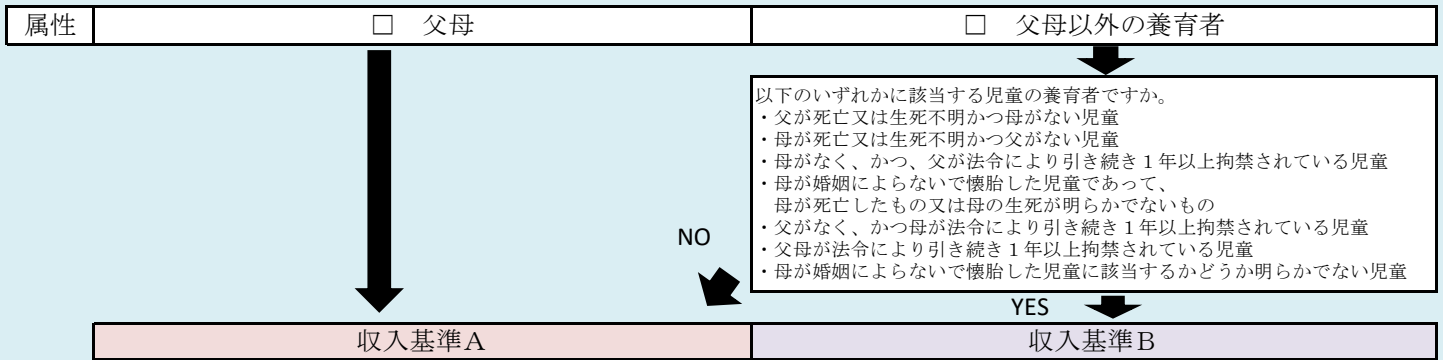 属性
□ 父母
□ 父母以外の養育者
以下のいずれかに該当する児童の養育者ですか。
・父が死亡又は生死不明かつ母がない児童
・母が死亡又は生死不明かつ父がない児童
・母がなく、かつ、父が法令により引き続き１年以上拘禁されている児童
・母が婚姻によらないで懐胎した児童であって、
母が死亡したもの又は母の生死が明らかでないもの
・父がなく、かつ母が法令により引き続き１年以上拘禁されている児童
・父母が法令により引き続き１年以上拘禁されている児童
・母が婚姻によらないで懐胎した児童に該当するかどうか明らかでない児童
NO
YES
収入基準Ａ
収入基準Ｂ